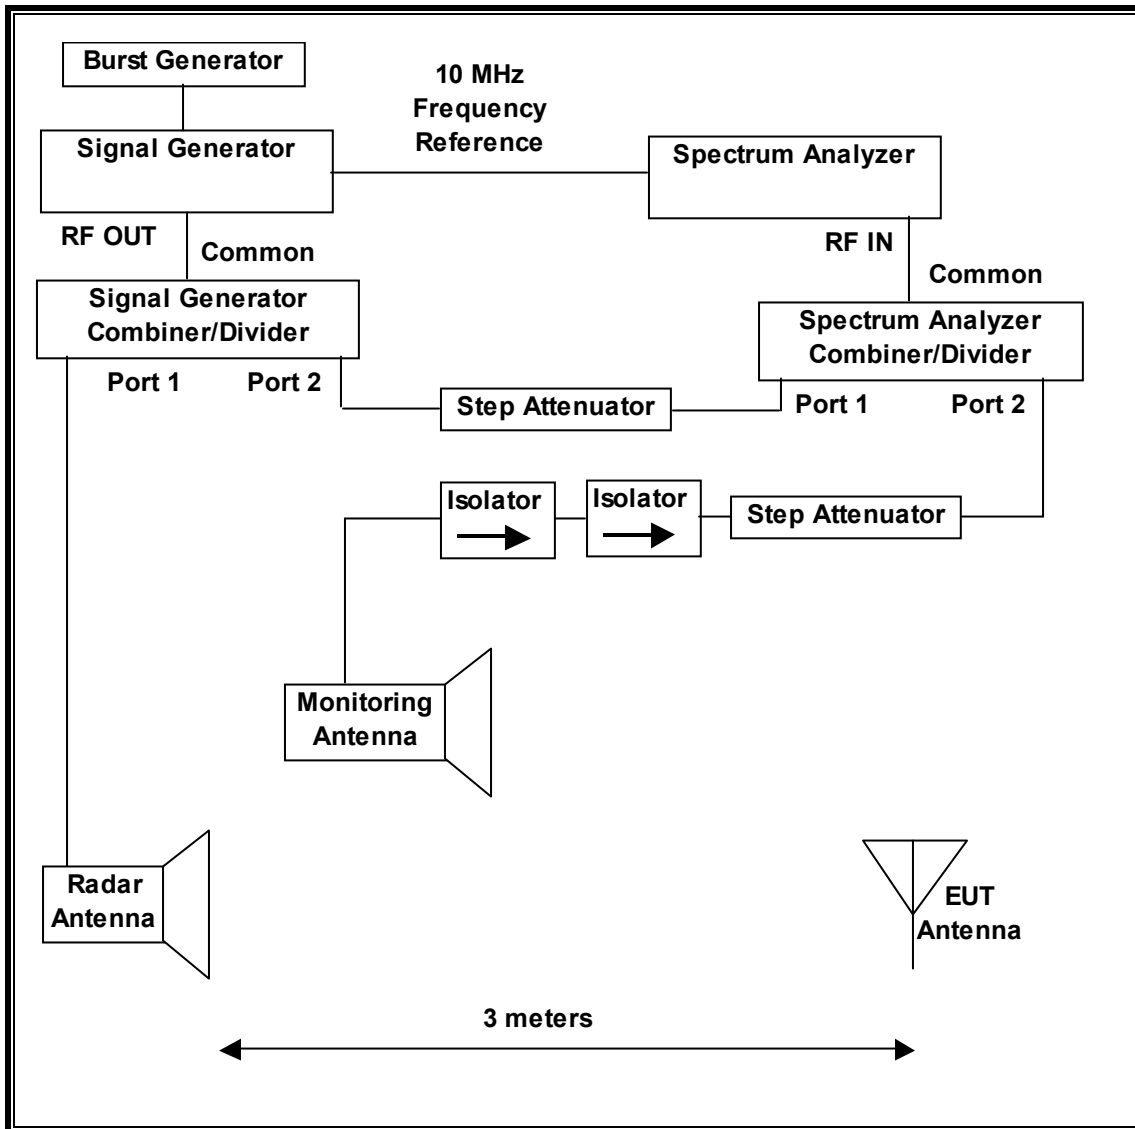 Burst Generator
10 MHz
Frequency
Reference
Signal Generator
Spectrum Analyzer
RF OUT
Common
RF IN
Common
Signal Generator
Combiner/Divider
Spectrum Analyzer
Combiner/Divider
Port 1
Port 2
Step Attenuator
Port 1
Port 2
Isolator
Isolator
Step Attenuator
Monitoring
Antenna
Radar
Antenna
EUT
Antenna
3 meters